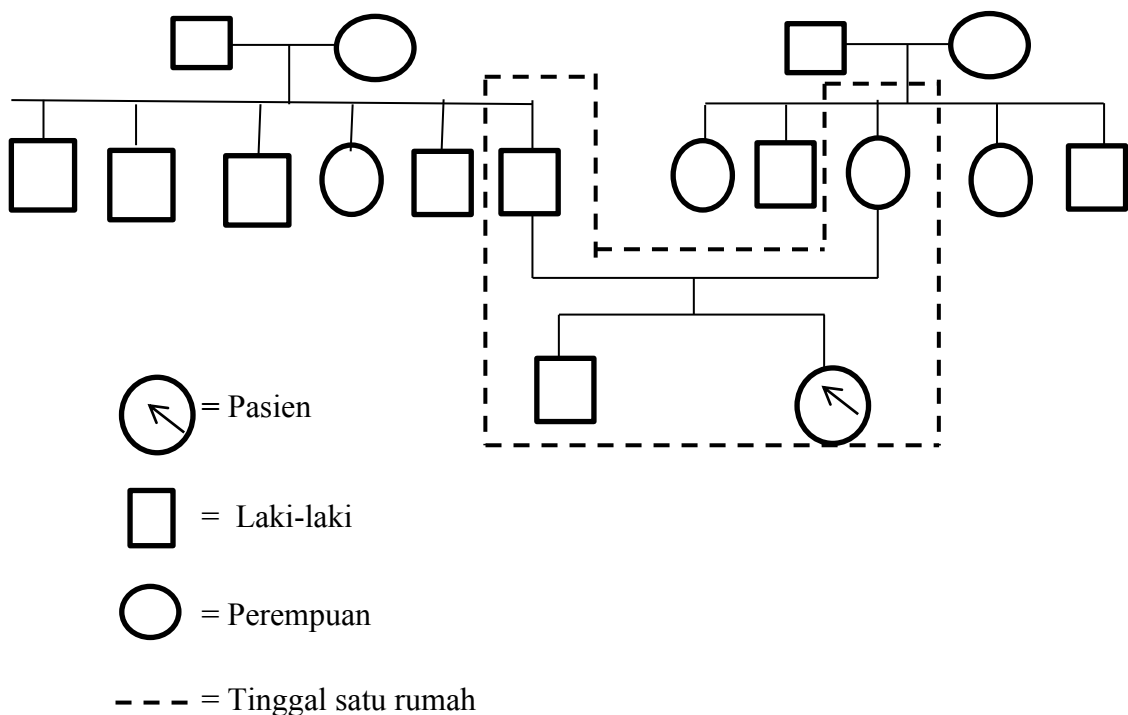 = Pasien
= Laki-laki
= Perempuan
= Tinggal satu rumah